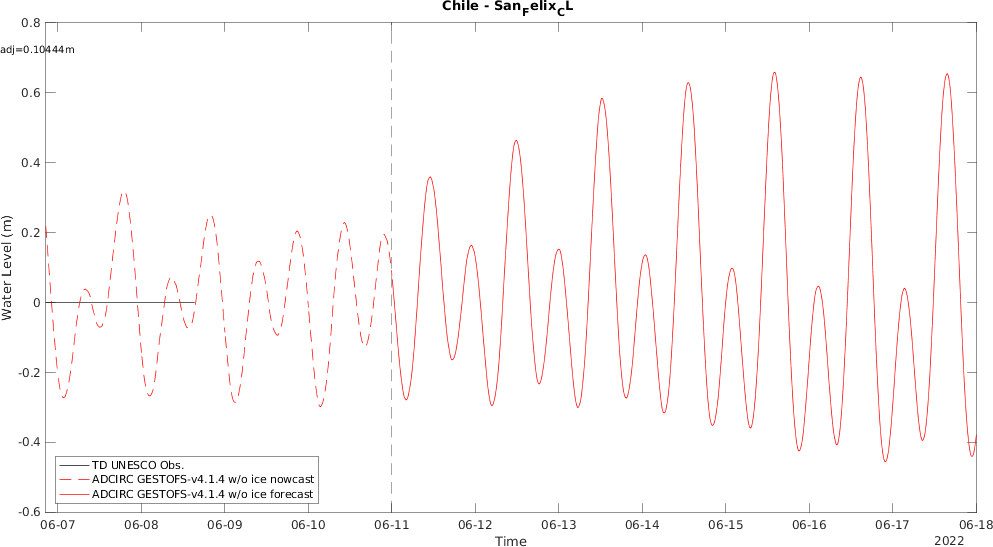 Chile - San_Felix_CL
adj=0.10444m
0.8
0.6
0.4
0.2
0
-0.2
-0.4
-0.6
Water Level (m)
TD UNESCO Obs.
ADCIRC GESTOFS-v4.1.4 w/o ice nowcast
ADCIRC GESTOFS-v4.1.4 w/o ice forecast
06-07 06-08 06-09 06-10 06-11 06-12 06-13 06-14 06-15 06-16 06-17 06-18
Time
2022